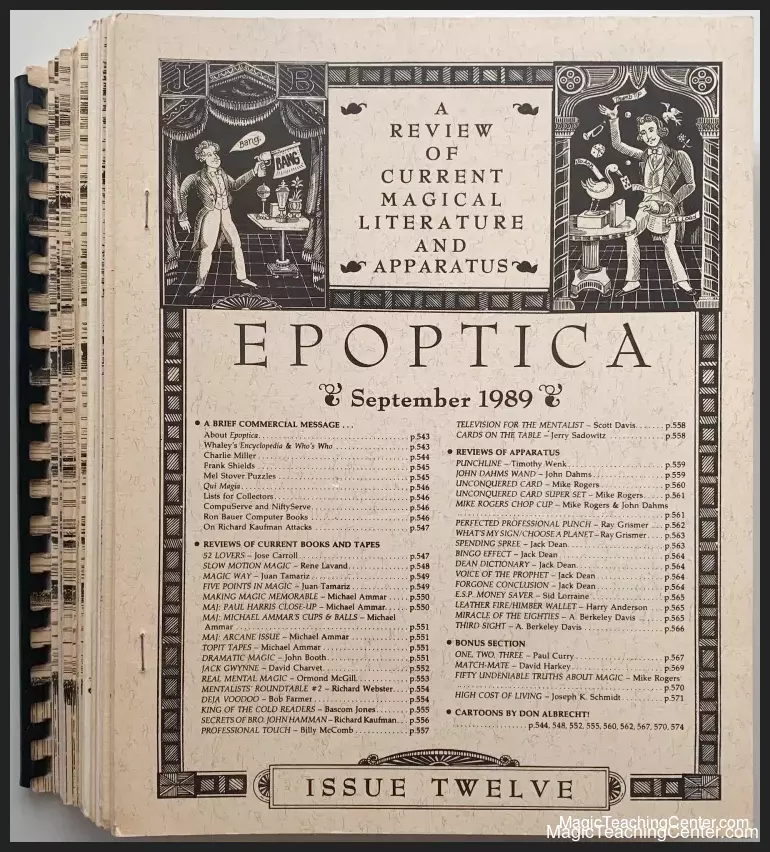 I B
Bang.
BANG
A
REVIEW
OF
CURRENT
MAGICAL
LITERATURE
AND
APPARATUS
EPOPTICA
September 1989
• A BRIEF COMMERCIAL MESSAGE . . .
About Epoptica. p.543
Whaley's Encyclopedia & Who's Who p.543
Charlie Miller p.544
Frank Shields p.545
Mel Stover Puzzles p.545
Qui Magia p.546
Lists for Collectors p.546
CompuServe and NiftyServe p.546
Ron Bauer Computer Books p.546
On Richard Kaufman Attacks p.547
• REVIEWS OF CURRENT BOOKS AND TAPES
52 LOVERS – Jose Carroll p.547
SLOW MOTION MAGIC – Rene Lavand p.548
MAGIC WAY – Juan Tamariz p.549
FIVE POINTS IN MAGIC – Juan Tamariz p.549
MAKING MAGIC MEMORABLE – Michael Ammar p.550
MAJ: PAUL HARRIS CLOSE-UP – Michael Ammar. p.550
MAJ: MICHAEL AMMAR'S CUPS & BALLS – Michael
Ammar p.551
MAJ: ARCANE ISSUE – Michael Ammar p.551
TOPIT TAPES – Michael Ammar p.551
DRAMATIC MAGIC – John Booth p.551
JACK GWYNNE – David Charvet p.552
REAL MENTAL MAGIC – Ormond McGill. p.553
MENTALISTS' ROUNDTABLE #2 – Richard Webster p.554
DEJA VOODOO – Bob Farmer p.554
KING OF THE COLD READERS – Bascom Jones p.555
SECRETS OF BRO. JOHN HAMMAN – Richard Kaufman p.556
PROFESSIONAL TOUCH – Billy McComb p.557
TELEVISION FOR THE MENTALIST – Scott Davis p.558
CARDS ON THE TABLE – Jerry Sadowitz p.558
• REVIEWS OF APPARATUS
PUNCHLINE – Timothy Wenk p.559
JOHN DAHMS WAND – John Dahms p.559
UNCONQUERED CARD – Mike Rogers p.560
UNCONQUERED CARD SUPER SET – Mike Rogers p.561
MIKE ROGERS CHOP CUP – Mike Rogers & John Dahms
p.561
PERFECTED PROFESSIONAL PUNCH – Ray Grismer p.562
WHAT'S MY SIGN/CHOOSE A PLANET – Ray Grismer p.563
SPENDING SPREE – Jack Dean p.563
BINGO EFFECT – Jack Dean p.564
DEAN DICTIONARY – Jack Dean p.564
VOICE OF THE PROPHET – Jack Dean p.564
FORGONE CONCLUSION – Jack Dean p.564
E.S.P. MONEY SAVER – Sid Lorraine p.565
LEATHER FIRE/HIMBER WALLET – Harry Anderson p.565
MIRACLE OF THE EIGHTIES – A. Berkeley Davis p.565
THIRD SIGHT – A. Berkeley Davis p.566
• BONUS SECTION
ONE, TWO, THREE – Paul Curry p.567
MATCH-MATE – David Harkey p.569
FIFTY UNDENIABLE TRUTHS ABOUT MAGIC – Mike Rogers
p.570
HIGH COST OF LIVING – Joseph K. Schmidt p.571
• CARTOONS BY DON ALBRECHT!
p.544, 548, 552, 555, 560, 562, 567, 570, 574
ISSUE TWELVE
MagicTeachingCenter.com
MagicTeachingCenter.com